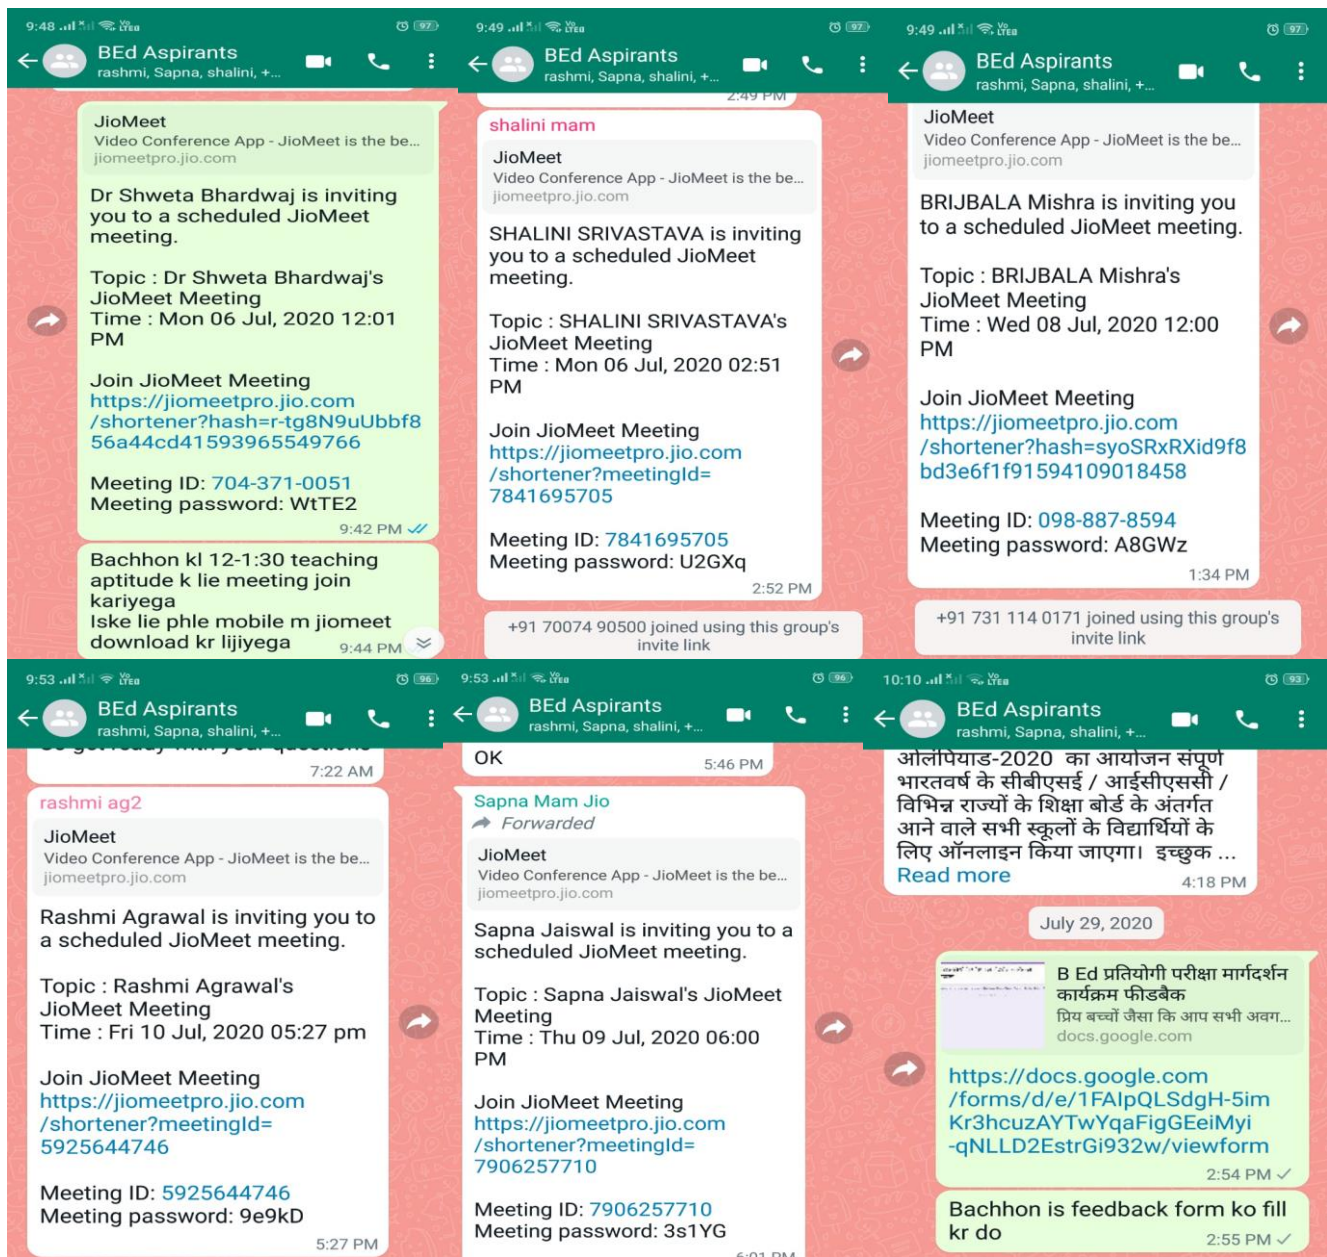 9:48
97
BEd Aspirants
rashmi, Sapna, shalini, +...
JioMeet
Video Conference App - JioMeet is the be...
jiomeetpro.jio.com
Dr Shweta Bhardwaj is inviting
you to a scheduled JioMeet
meeting.
Topic : Dr Shweta Bhardwaj's
JioMeet Meeting
Time : Mon 06 Jul, 2020 12:01
PM
Join JioMeet Meeting
https://jiomeetpro.jio.com
/shortener?hash=r-tg8N9uUbbf8
56a44cd41593965549766
Meeting ID: 704-371-0051
Meeting password: WtTE2
9:42 PM
Bachhon kl 12-1:30 teaching
aptitude k lie meeting join
kariyega
Iske lie phle mobile m jiomeet
download kr lijiyega
9:44 PM
9:49
97
BEd Aspirants
rashmi, Sapna, shalini, +...
2:49 PM
shalini mam
JioMeet
Video Conference App - JioMeet is the be...
jiomeetpro.jio.com
SHALINI SRIVASTAVA is inviting
you to a scheduled JioMeet
meeting.
Topic : SHALINI SRIVASTAVA's
JioMeet Meeting
Time : Mon 06 Jul, 2020 02:51
PM
Join JioMeet Meeting
https://jiomeetpro.jio.com
/shortener?meetingId=
7841695705
Meeting ID: 7841695705
Meeting password: U2GXq
2:52 PM
+91 70074 90500 joined using this group's
invite link
9:49
97
BEd Aspirants
rashmi, Sapna, shalini, +...
JioMeet
Video Conference App - JioMeet is the be...
jiomeetpro.jio.com
BRIJBALA Mishra is inviting you
to a scheduled JioMeet meeting.
Topic : BRIJBALA Mishra's
JioMeet Meeting
Time : Wed 08 Jul, 2020 12:00
PM
Join JioMeet Meeting
https://jiomeetpro.jio.com
/shortener?hash=syoSRxRXid9f8
bd3e6f1f91594109018458
Meeting ID: 098-887-8594
Meeting password: A8GWz
1:34 PM
+91 731 114 0171 joined using this group's
invite link
9:53
96
BEd Aspirants
rashmi, Sapna, shalini, +...
So get ready with your questions
7:22 AM
rashmi ag2
JioMeet
Video Conference App - JioMeet is the be...
jiomeetpro.jio.com
Rashmi Agrawal is inviting you to
a scheduled JioMeet meeting.
Topic : Rashmi Agrawal's
JioMeet Meeting
Time : Fri 10 Jul, 2020 05:27 pm
Join JioMeet Meeting
https://jiomeetpro.jio.com
/shortener?meetingId=
5925644746
Meeting ID: 5925644746
Meeting password: 9e9kD
5:27 PM
9:53
96
BEd Aspirants
rashmi, Sapna, shalini, +...
OK
5:46 PM
Sapna Mam Jio
Forwarded
JioMeet
Video Conference App - JioMeet is the be...
jiomeetpro.jio.com
Sapna Jaiswal is inviting you to a
scheduled JioMeet meeting.
Topic : Sapna Jaiswal's JioMeet
Meeting
Time : Thu 09 Jul, 2020 06:00
PM
Join JioMeet Meeting
https://jiomeetpro.jio.com
/shortener?meetingId=
7906257710
Meeting ID: 7906257710
Meeting password: 3s1YG
6:01 PM
10:10
93
BEd Aspirants
rashmi, Sapna, shalini, +...
ओलंपियाड-2020 का आयोजन संपूर्ण
भारतवर्ष के सीबीएसई / आईसीएससी /
विभिन्न राज्यों के शिक्षा बोर्ड के अंतर्गत
आने वाले सभी स्कूलों के विद्यार्थियों के
लिए ऑनलाइन किया जाएगा। इच्छुक ...
Read more
4:18 PM
July 29, 2020
B Ed प्रतियोगी परीक्षा मार्गदर्शन
कार्यक्रम फीडबैक
प्रिय बच्चों जैसा कि आप सभी अवग...
docs.google.com
https://docs.google.com
/forms/d/e/1FAIpQLSdgH-5im
Kr3hcuzAYTwYqaFigGEeiMyi
-qNLLD2EstrGi932w/viewform
2:54 PM
Bachhon is feedback form ko fill
kr do
2:55 PM